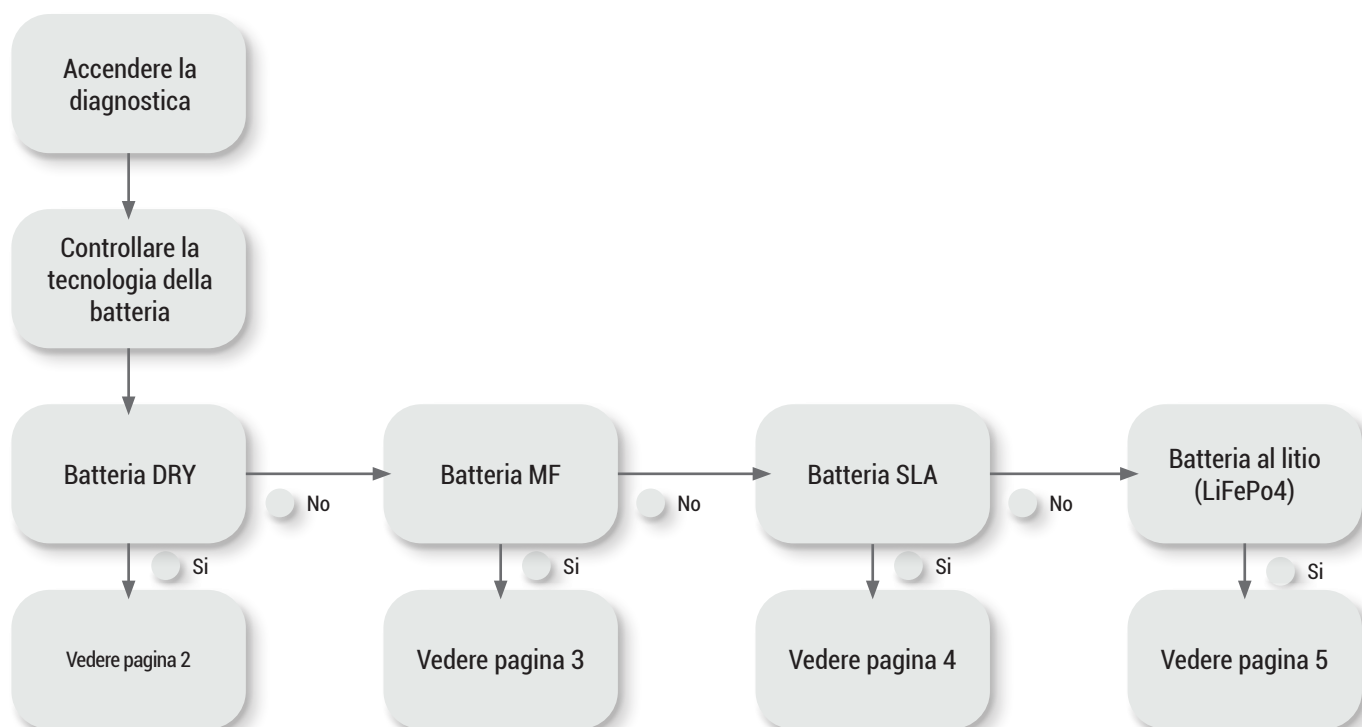 Accendere la
diagnostica
Controllare la
tecnologia della
batteria
Batteria DRY
No
Batteria MF
No
Batteria SLA
No
Batteria al litio
(LiFePo4)
Si
Si
Si
Si
Vedere pagina 2
Vedere pagina 3
Vedere pagina 4
Vedere pagina 5